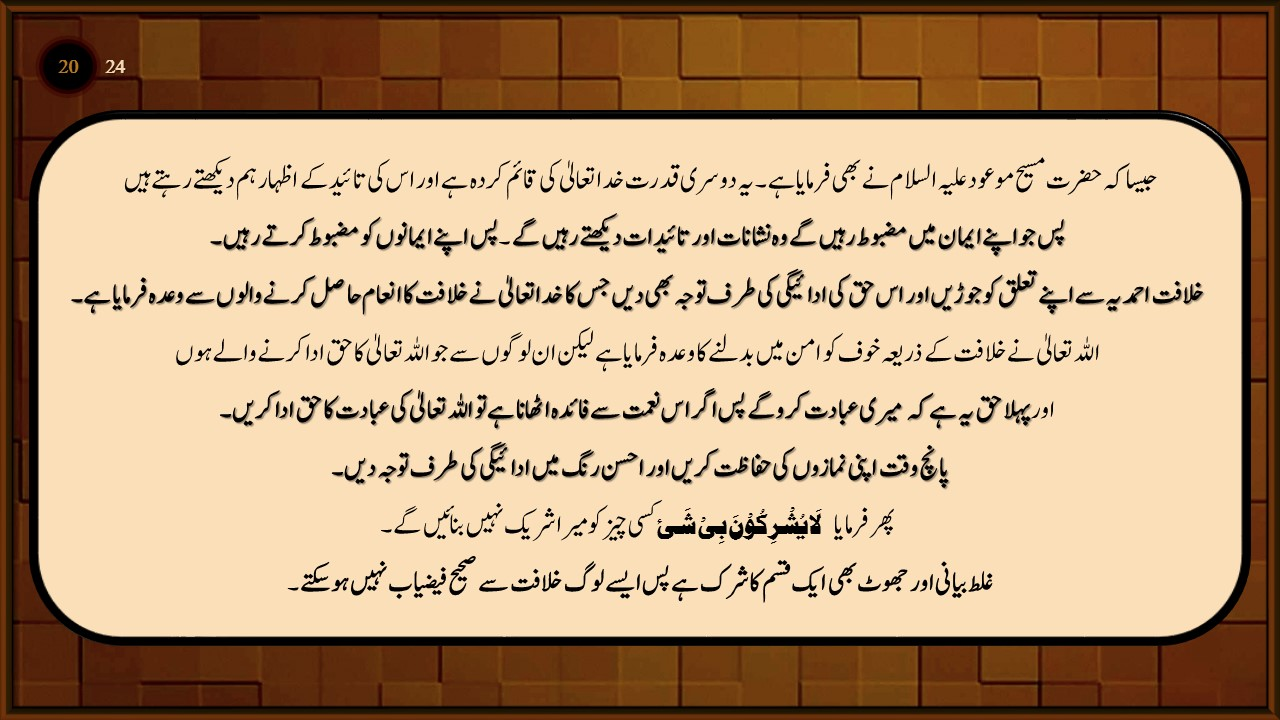 20 24
جیسا کہ حضرت مسیح موعود علیہ السلام نے بھی فرمایا ہے۔ یہ دوسری قدرت خدا تعالیٰ کی قائم کردہ ہے اور اس کی تائید کے اظہار ہم دیکھتے رہتے ہیں
پس جو اپنے ایمان میں مضبوط رہیں گے وہ نشانات اور تائیدات دیکھتے رہیں گے ۔ پس اپنے ایمانوں کو مضبوط کرتے رہیں۔
خلافت احمدیہ سے اپنے تعلق کو جوڑیں اور اس حق کی ادائیگی کی طرف توجہ بھی دیں جس کا خدا تعالیٰ نے خلافت کا انعام حاصل کرنے والوں سے وعدہ فرمایا ہے۔
اللہ تعالیٰ نے خلافت کے ذریعہ خوف کو امن میں بدلنے کا وعدہ فرمایا ہے لیکن ان لوگوں سے جو اللہ تعالیٰ کا حق ادا کرنے والے ہوں
اور پہلا حق یہ ہے کہ میری عبادت کرو گے پس اگر اس نعمت سے فائدہ اٹھانا ہے تو اللہ تعالیٰ کی عبادت کا حق ادا کریں۔
پانچ وقت اپنی نمازوں کی حفاظت کریں اور احسن رنگ میں ادائیگی کی طرف توجہ دیں۔
پھر فرمایا لَا یُشْرِکُوْنَ بِیْ شَیْئ کسی چیز کو میرا شریک نہیں بنائیں گے۔
غلط بیانی اور جھوٹ بھی ایک قسم کا شرک ہے پس ایسے لوگ خلافت سے صحیح فیضیاب نہیں ہو سکتے۔